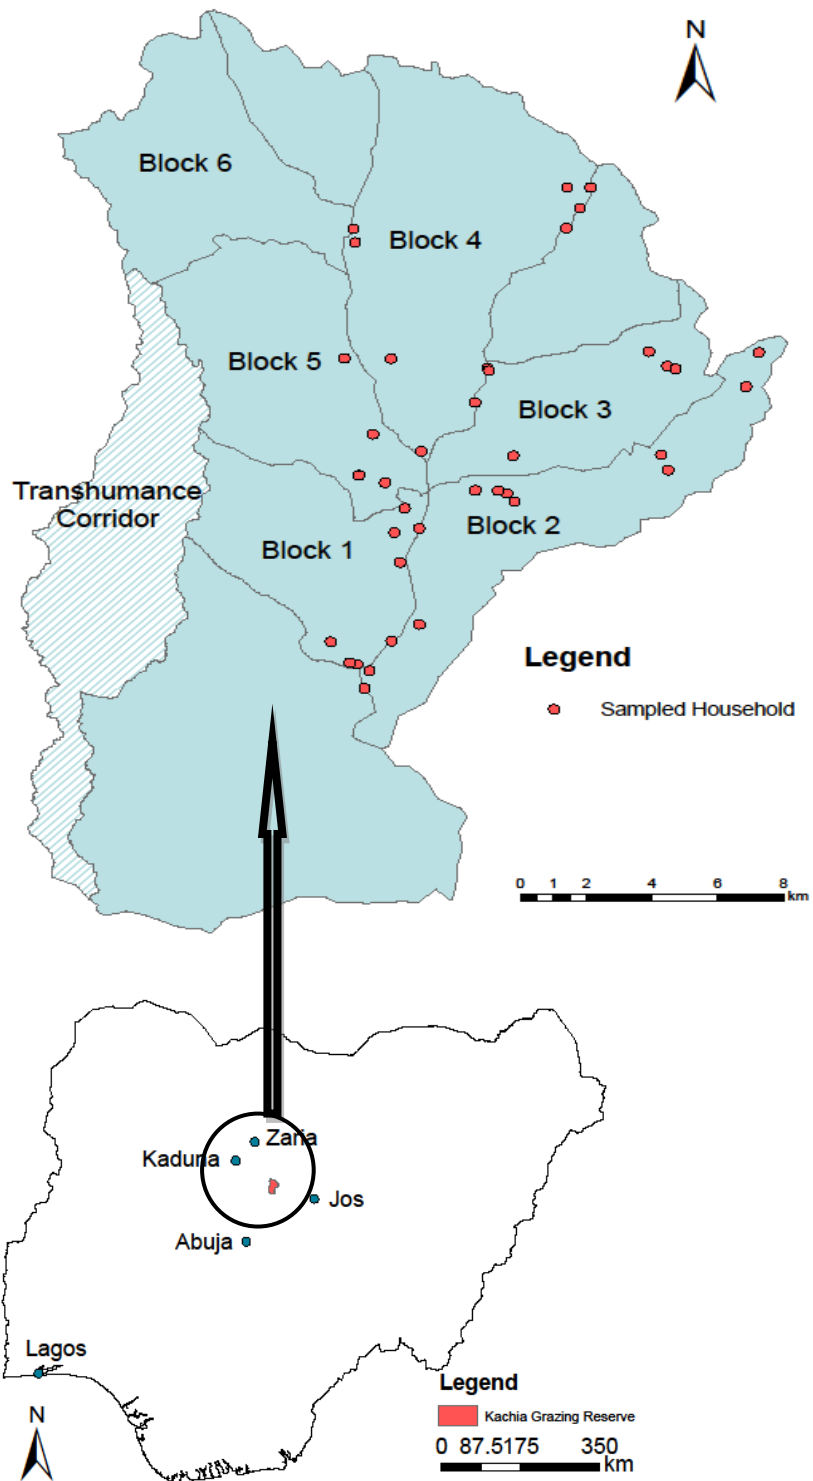 N
Block 6
Block 4
Block 5
Block 3
Transhumance
Corridor
Block 2
Block 1
Legend
Sampled Household
0 1 2 4 6 8
km
Zaria
Kaduna
Jos
Abuja
Lagos
N
Legend
Kachia Grazing Reserve
0 87.5175 350
km